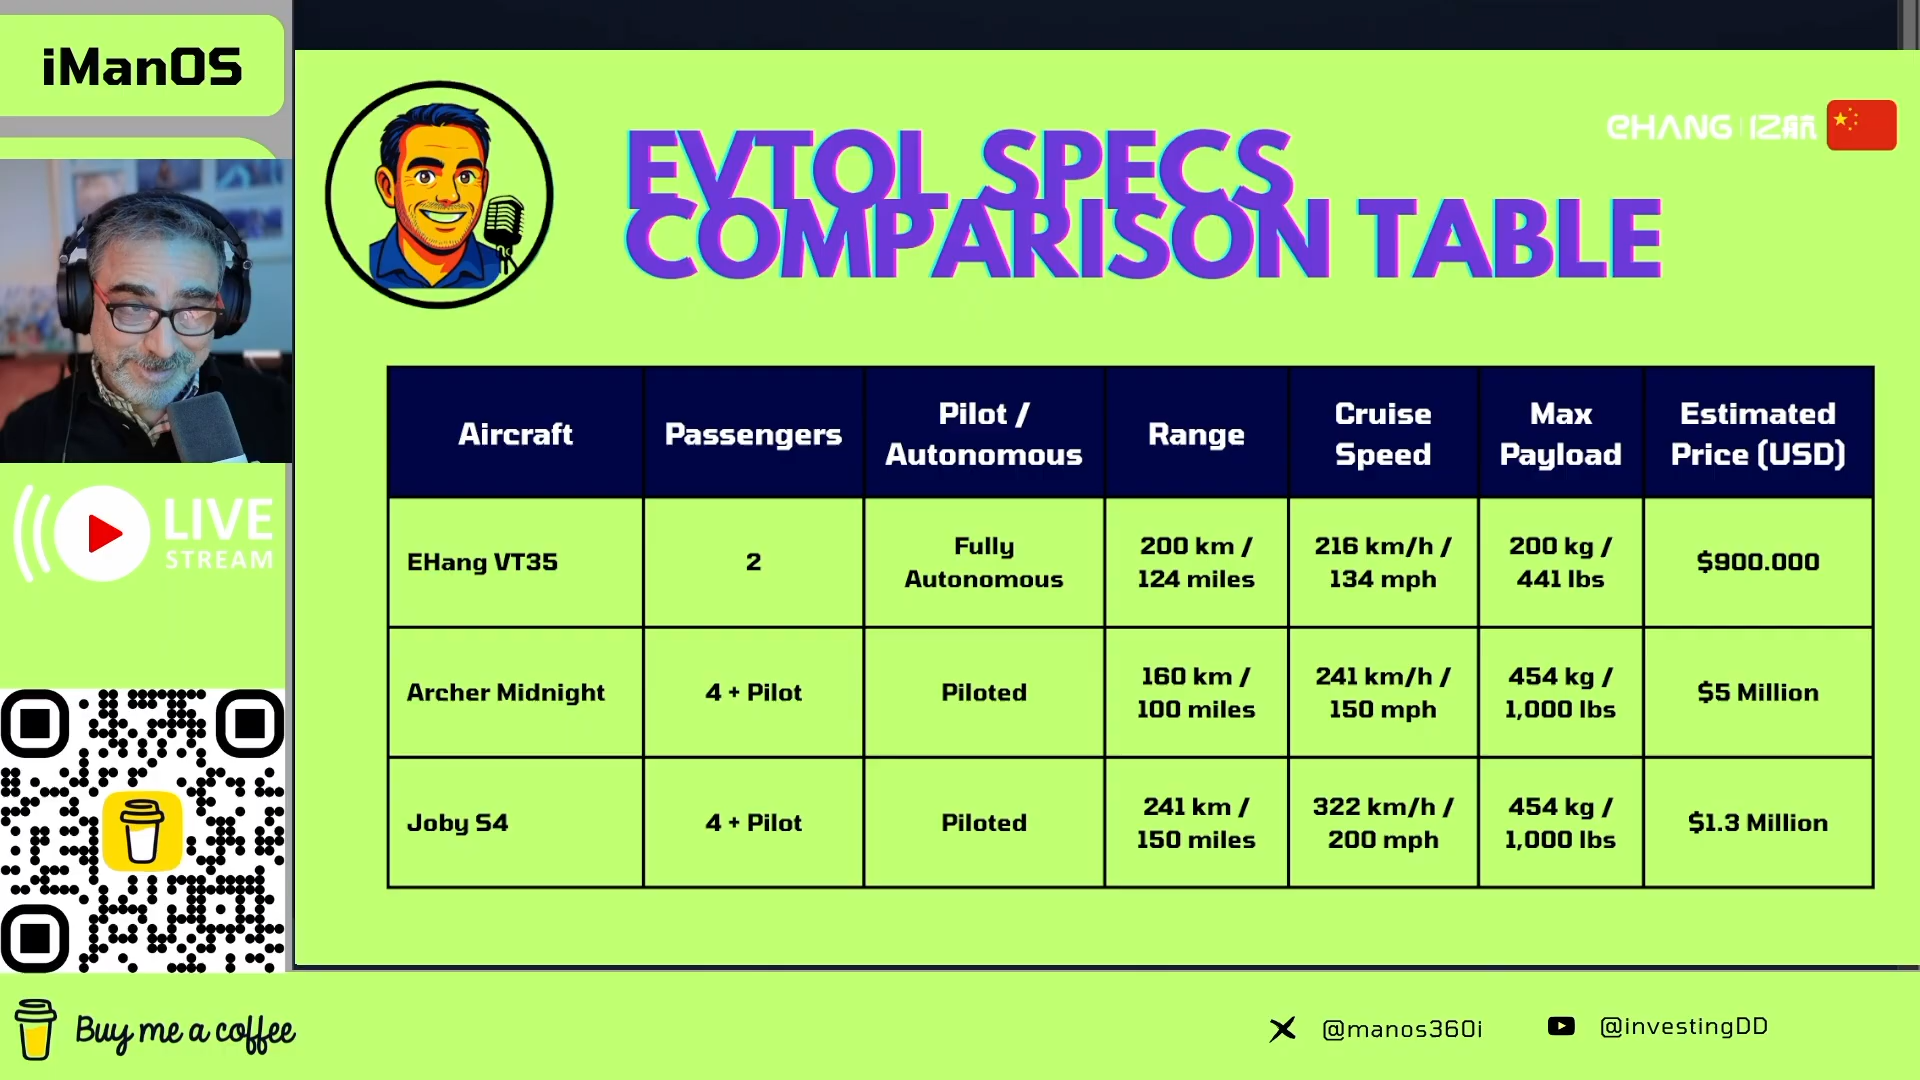 iManOS
EHANG | 亿航
EVTOL SPECS
COMPARISON TABLE
Aircraft
Passengers
Pilot /
Autonomous
Range
Cruise
Speed
Max
Payload
Estimated
Price (USD)
EHang VT35
2
Fully
Autonomous
200 km /
124 miles
216 km/h /
134 mph
200 kg /
441 lbs
$900.000
Archer Midnight
4 + Pilot
Piloted
160 km /
100 miles
241 km/h /
150 mph
454 kg /
1,000 lbs
$5 Million
Joby S4
4 + Pilot
Piloted
241 km /
150 miles
322 km/h /
200 mph
454 kg /
1,000 lbs
$1.3 Million
LIVE
STREAM
Buy me a coffee
@manos360i
@investingDD